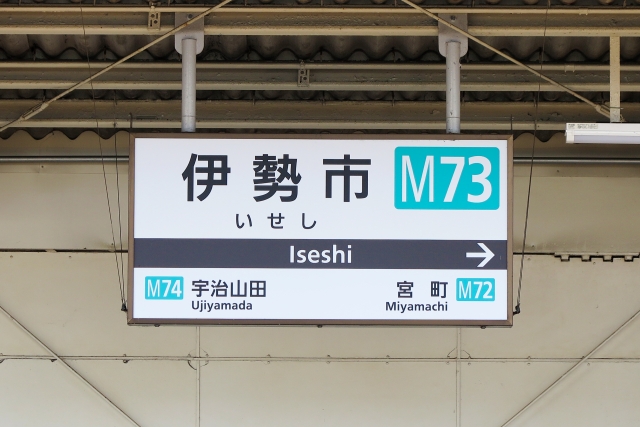 伊勢市 M73
いせし
Iseshi →
M74 宇治山田 宮町 M72
Ujiyamada Miyamachi